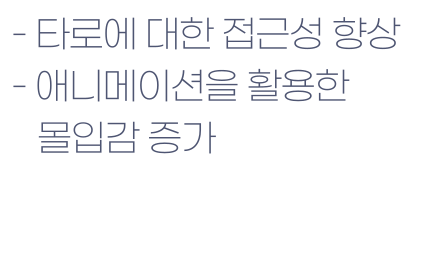 - 타로에 대한 접근성 향상
- 애니메이션을 활용한
몰입감 증가